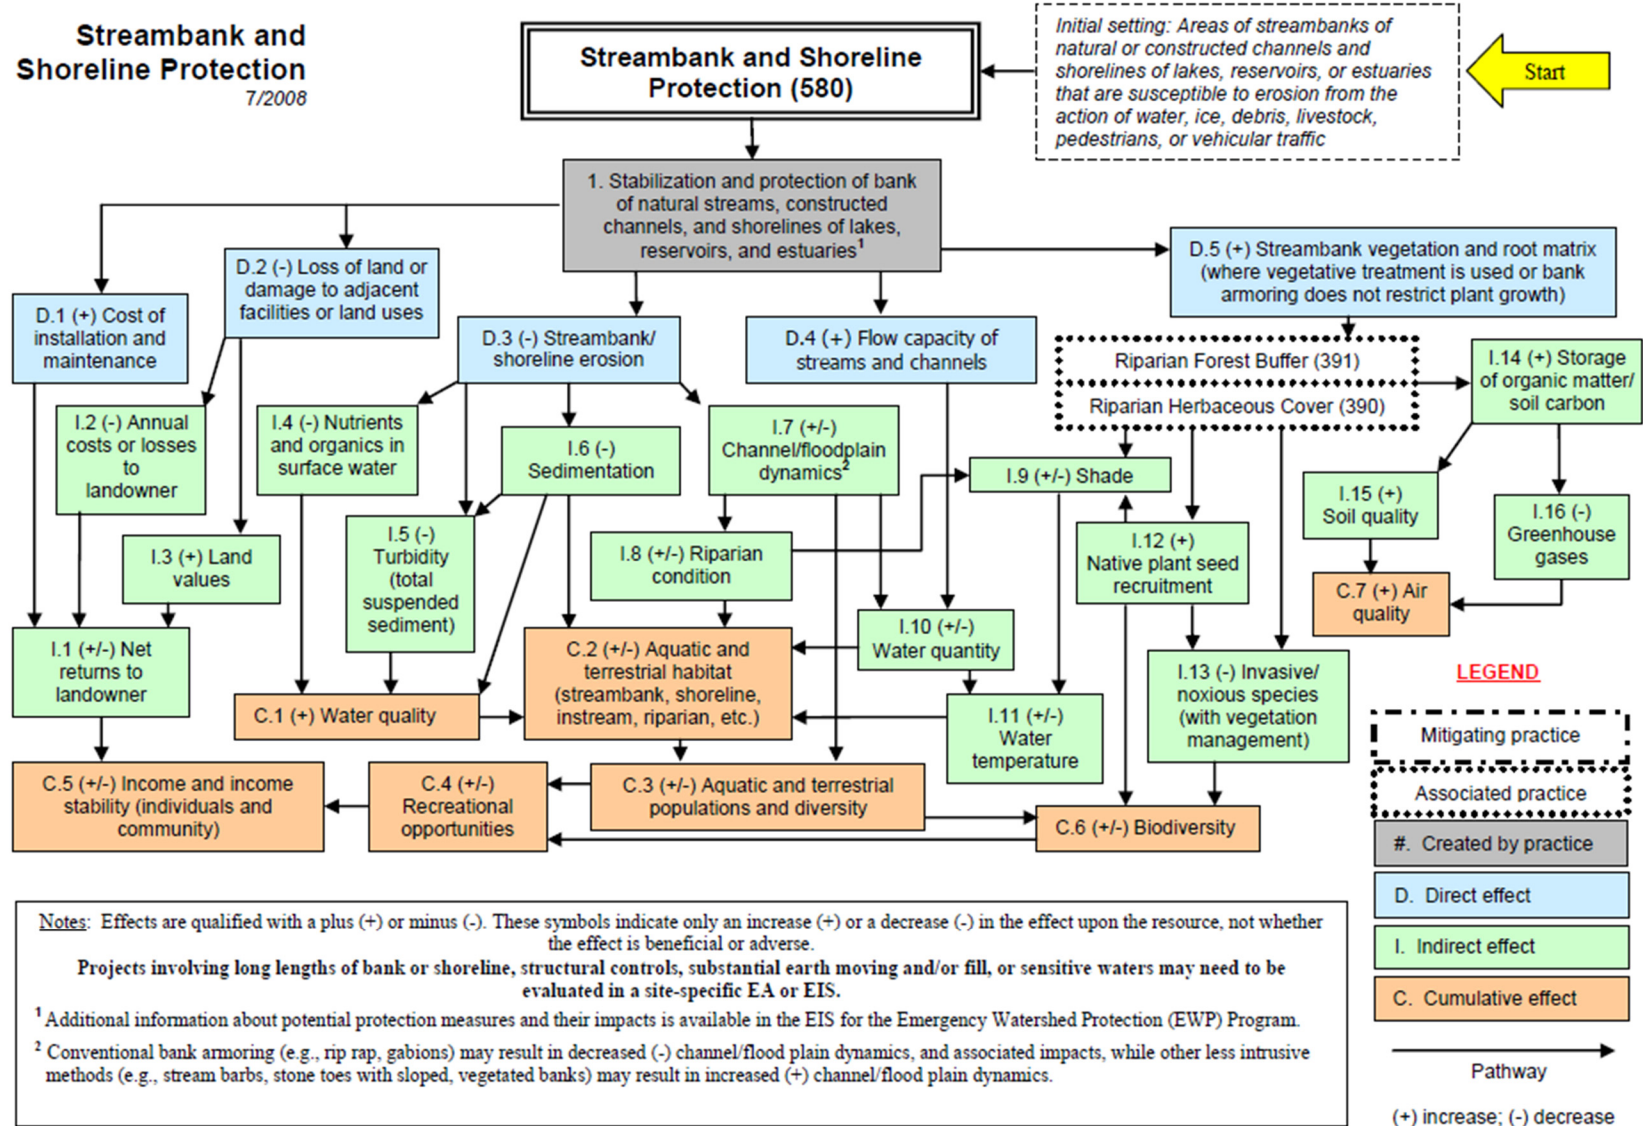 Streambank and
Shoreline Protection
7/2008
Streambank and Shoreline
Protection (580)
Initial setting: Areas of streambanks of
natural or constructed channels and
shorelines of lakes, reservoirs, or estuaries
that are susceptible to erosion from the
action of water, ice, debris, livestock,
pedestrians, or vehicular traffic
Start
1. Stabilization and protection of bank
of natural streams, constructed
channels, and shorelines of lakes,
reservoirs, and estuaries1
D.1 (+) Cost of
installation and
maintenance
D.2 (-) Loss of land or
damage to adjacent
facilities or land uses
D.3 (-) Streambank/
shoreline erosion
D.4 (+) Flow capacity of
streams and channels
D.5 (+) Streambank vegetation and root matrix
(where vegetative treatment is used or bank
armoring does not restrict plant growth)
Riparian Forest Buffer (391)
Riparian Herbaceous Cover (390)
I.14 (+) Storage
of organic matter/
soil carbon
I.2 (-) Annual
costs or losses
to
landowner
I.4 (-) Nutrients
and organics in
surface water
I.6 (-)
Sedimentation
I.7 (+/-)
Channel/floodplain
dynamics2
I.9 (+/-) Shade
I.15 (+)
Soil quality
I.16 (-)
Greenhouse
gases
I.3 (+) Land
values
I.5 (-)
Turbidity
(total
suspended
sediment)
I.8 (+/-) Riparian
condition
I.12 (+)
Native plant seed
recruitment
C.7 (+) Air
quality
I.1 (+/-) Net
returns to
landowner
C.2 (+/-) Aquatic and
terrestrial habitat
(streambank, shoreline,
instream, riparian, etc.)
I.10 (+/-)
Water quantity
I.13 (-) Invasive/
noxious species
(with vegetation
management)
C.1 (+) Water quality
I.11 (+/-)
Water
temperature
C.5 (+/-) Income and income
stability (individuals and
community)
C.4 (+/-)
Recreational
opportunities
C.3 (+/-) Aquatic and terrestrial
populations and diversity
C.6 (+/-) Biodiversity
LEGEND
Mitigating practice
Associated practice
#. Created by practice
D. Direct effect
I. Indirect effect
C. Cumulative effect
Pathway
(+) increase; (-) decrease
Notes: Effects are qualified with a plus (+) or minus (-). These symbols indicate only an increase (+) or a decrease (-) in the effect upon the resource, not whether
the effect is beneficial or adverse.
Projects involving long lengths of bank or shoreline, structural controls, substantial earth moving and/or fill, or sensitive waters may need to be
evaluated in a site-specific EA or EIS.
1 Additional information about potential protection measures and their impacts is available in the EIS for the Emergency Watershed Protection (EWP) Program.
2 Conventional bank armoring (e.g., rip rap, gabions) may result in decreased (-) channel/flood plain dynamics, and associated impacts, while other less intrusive
methods (e.g., stream barbs, stone toes with sloped, vegetated banks) may result in increased (+) channel/flood plain dynamics.